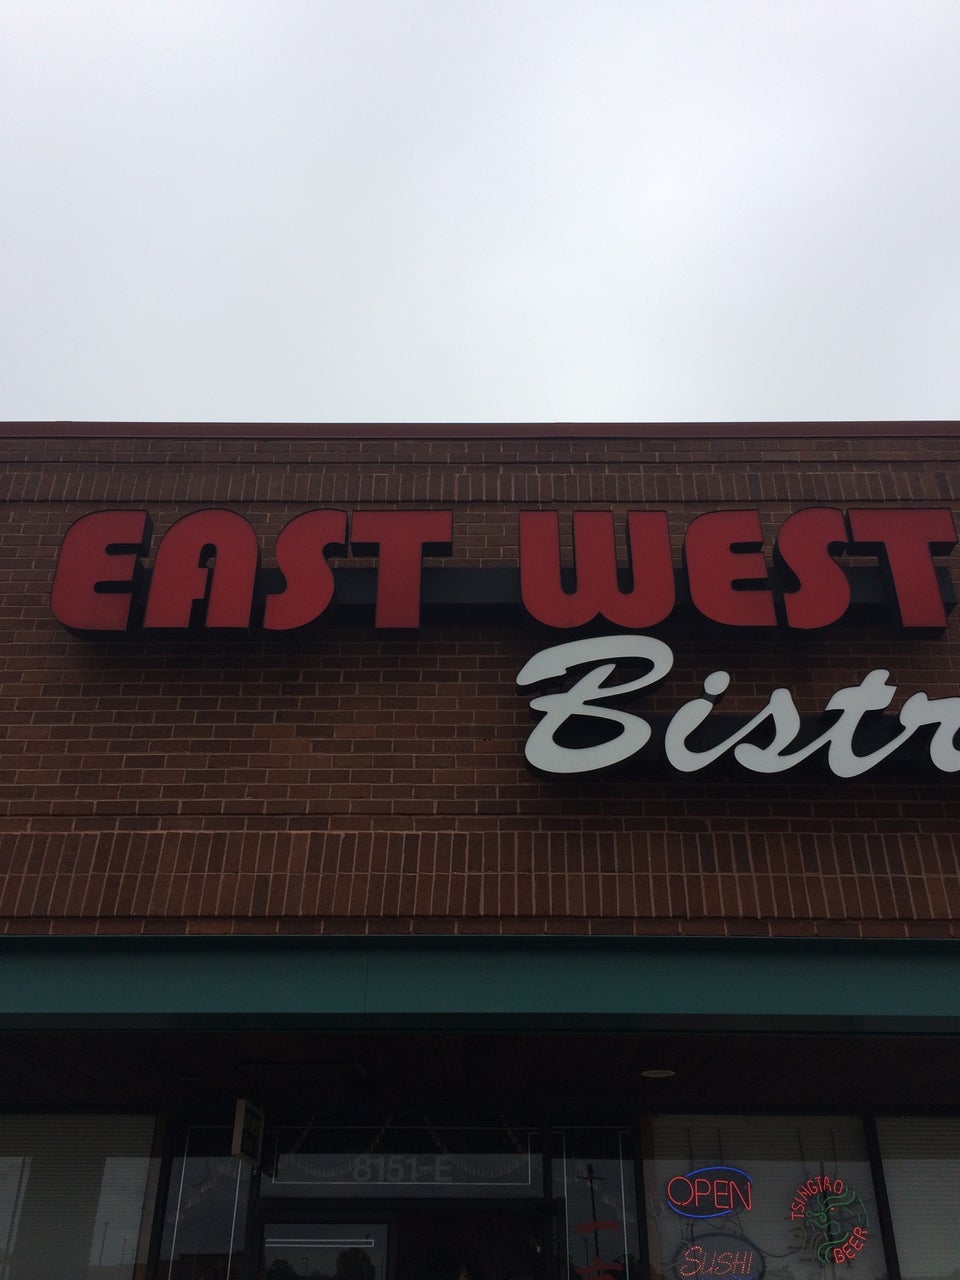 EAST WEST
Bistr
8151-E
OPEN
TSINGTAO
BEER
SUSHI